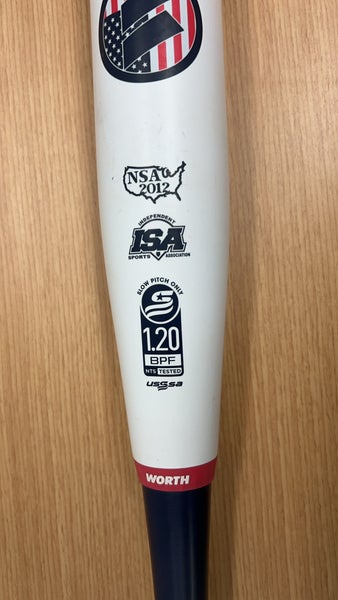 NSA
2012
INDEPENDENT
ISA
SPORTS ASSOCIATION
SLOW PITCH ONLY
1.20
BPF
NTS TESTED
USSSA
WORTH